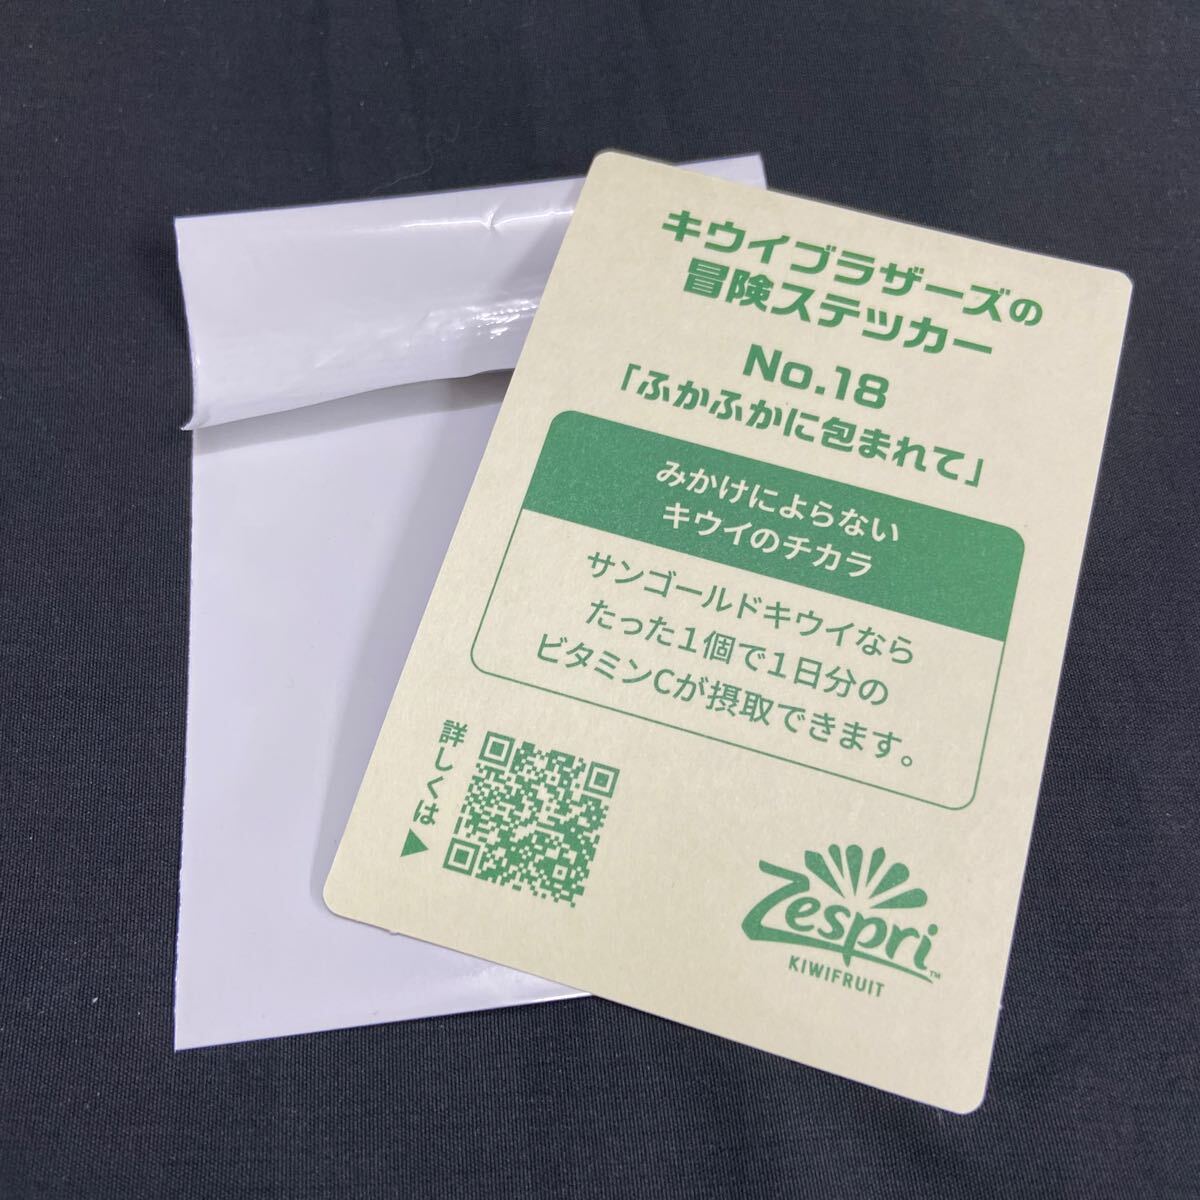 キウイブラザーズの
冒険ステッカー
No.18
「ふかふかに包まれて」
みかけによらない
キウイのチカラ
サンゴールドキウイなら
たった1個で1日分の
ビタミンCが摂取できます。
詳しくは▶
Zespri™
KIWIFRUIT